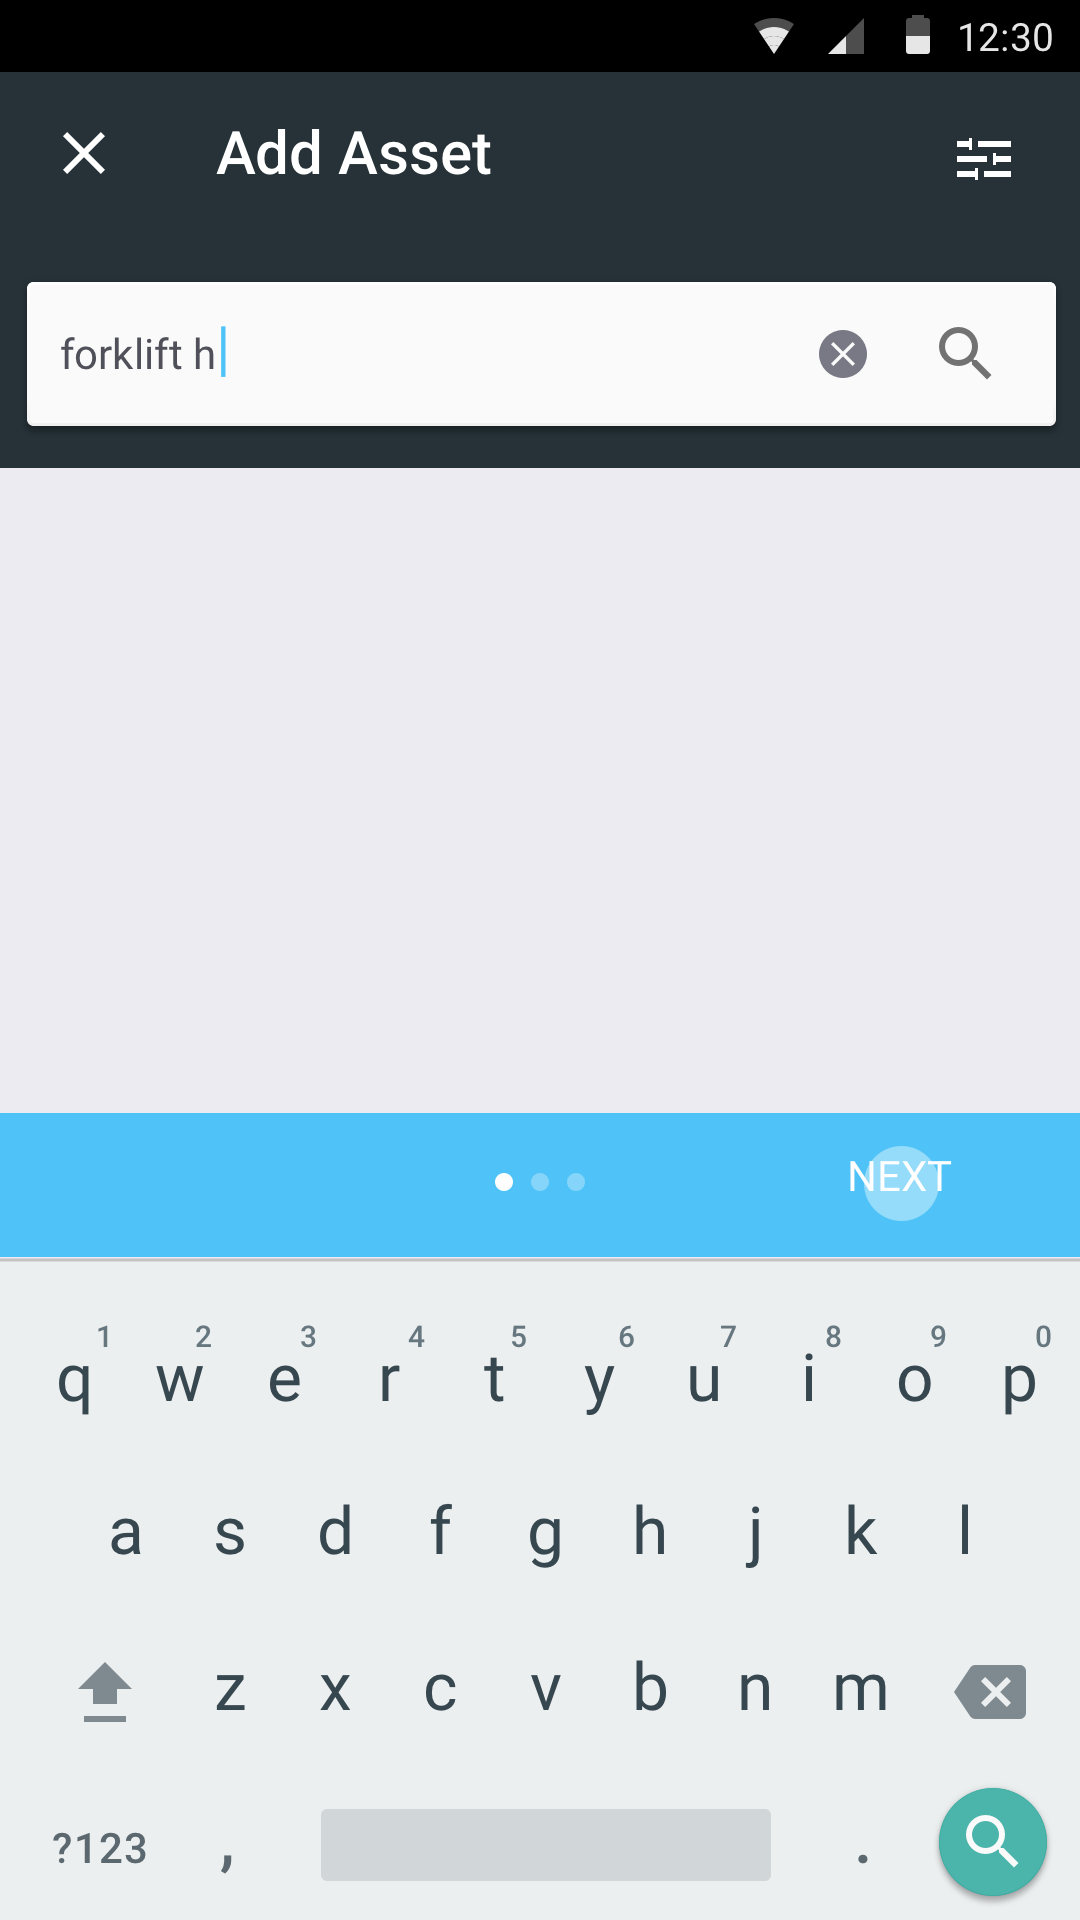 12:30
Add Asset
forklift h
NEXT
1 2 3 4 5 6 7 8 9 0
q w e r t y u i o p
a s d f g h j k l
z x c v b n m
?123 , .